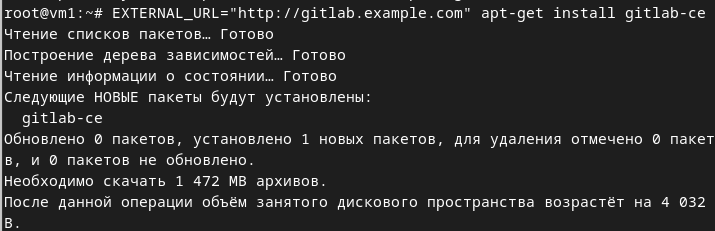 root@vm1:~# EXTERNAL_URL="http://gitlab.example.com" apt-get install gitlab-ce
Чтение списков пакетов… Готово
Построение дерева зависимостей… Готово
Чтение информации о состоянии… Готово
Следующие НОВЫЕ пакеты будут установлены:
  gitlab-ce
Обновлено 0 пакетов, установлено 1 новых пакетов, для удаления отмечено 0 пакет
в, и 0 пакетов не обновлено.
Необходимо скачать 1 472 MB архивов.
После данной операции объём занятого дискового пространства возрастёт на 4 032
B.